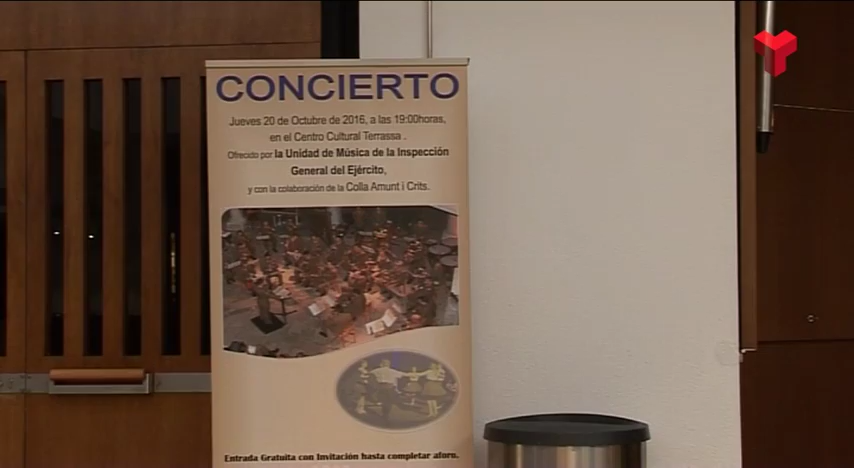 CONCIERTO
Jueves 20 de Octubre de 2016, a las 19:00horas,
en el Centro Cultural Terrassa .
Ofrecido por la Unidad de Música de la Inspección
General del Ejército,
y con la colaboración de la Colla Amunt i Crits.
Entrada Gratuita con Invitación hasta completar aforo.